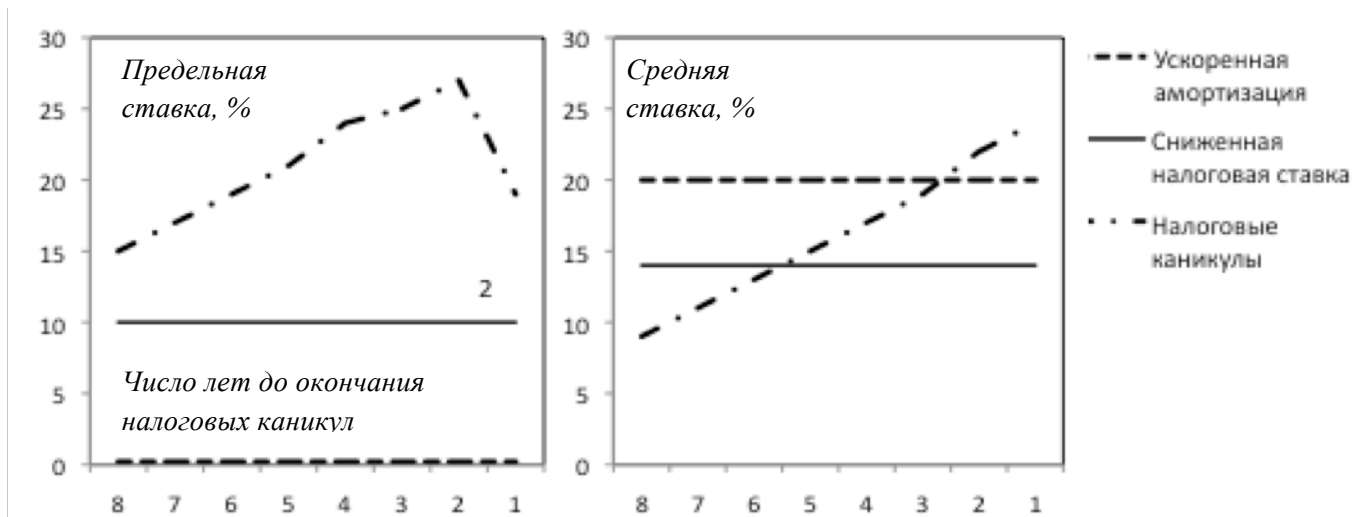 30
25
20
15
10
5
0
Предельная
ставка, %
2
Число лет до окончания
налоговых каникул
8 7 6 5 4 3 2 1
30
25
20
15
10
5
0
Средняя
ставка, %
8 7 6 5 4 3 2 1
Ускоренная
амортизация
Сниженная
налоговая ставка
Налоговые
каникулы